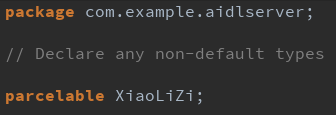 package com.example.aidlserver;
// Declare any non-default types
parcelable XiaoLiZi;